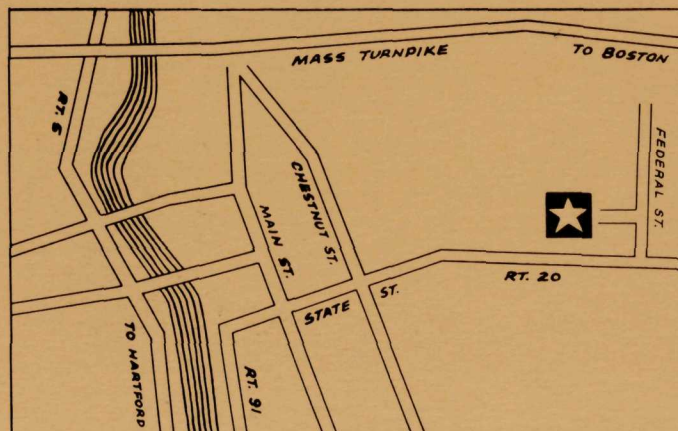 MASS TURNPIKE
TO BOSTON
RT. 5
FEDERAL ST.
CHESTNUT ST.
MAIN ST.
RT. 20
STATE ST.
TO HARTFORD
RT. 91